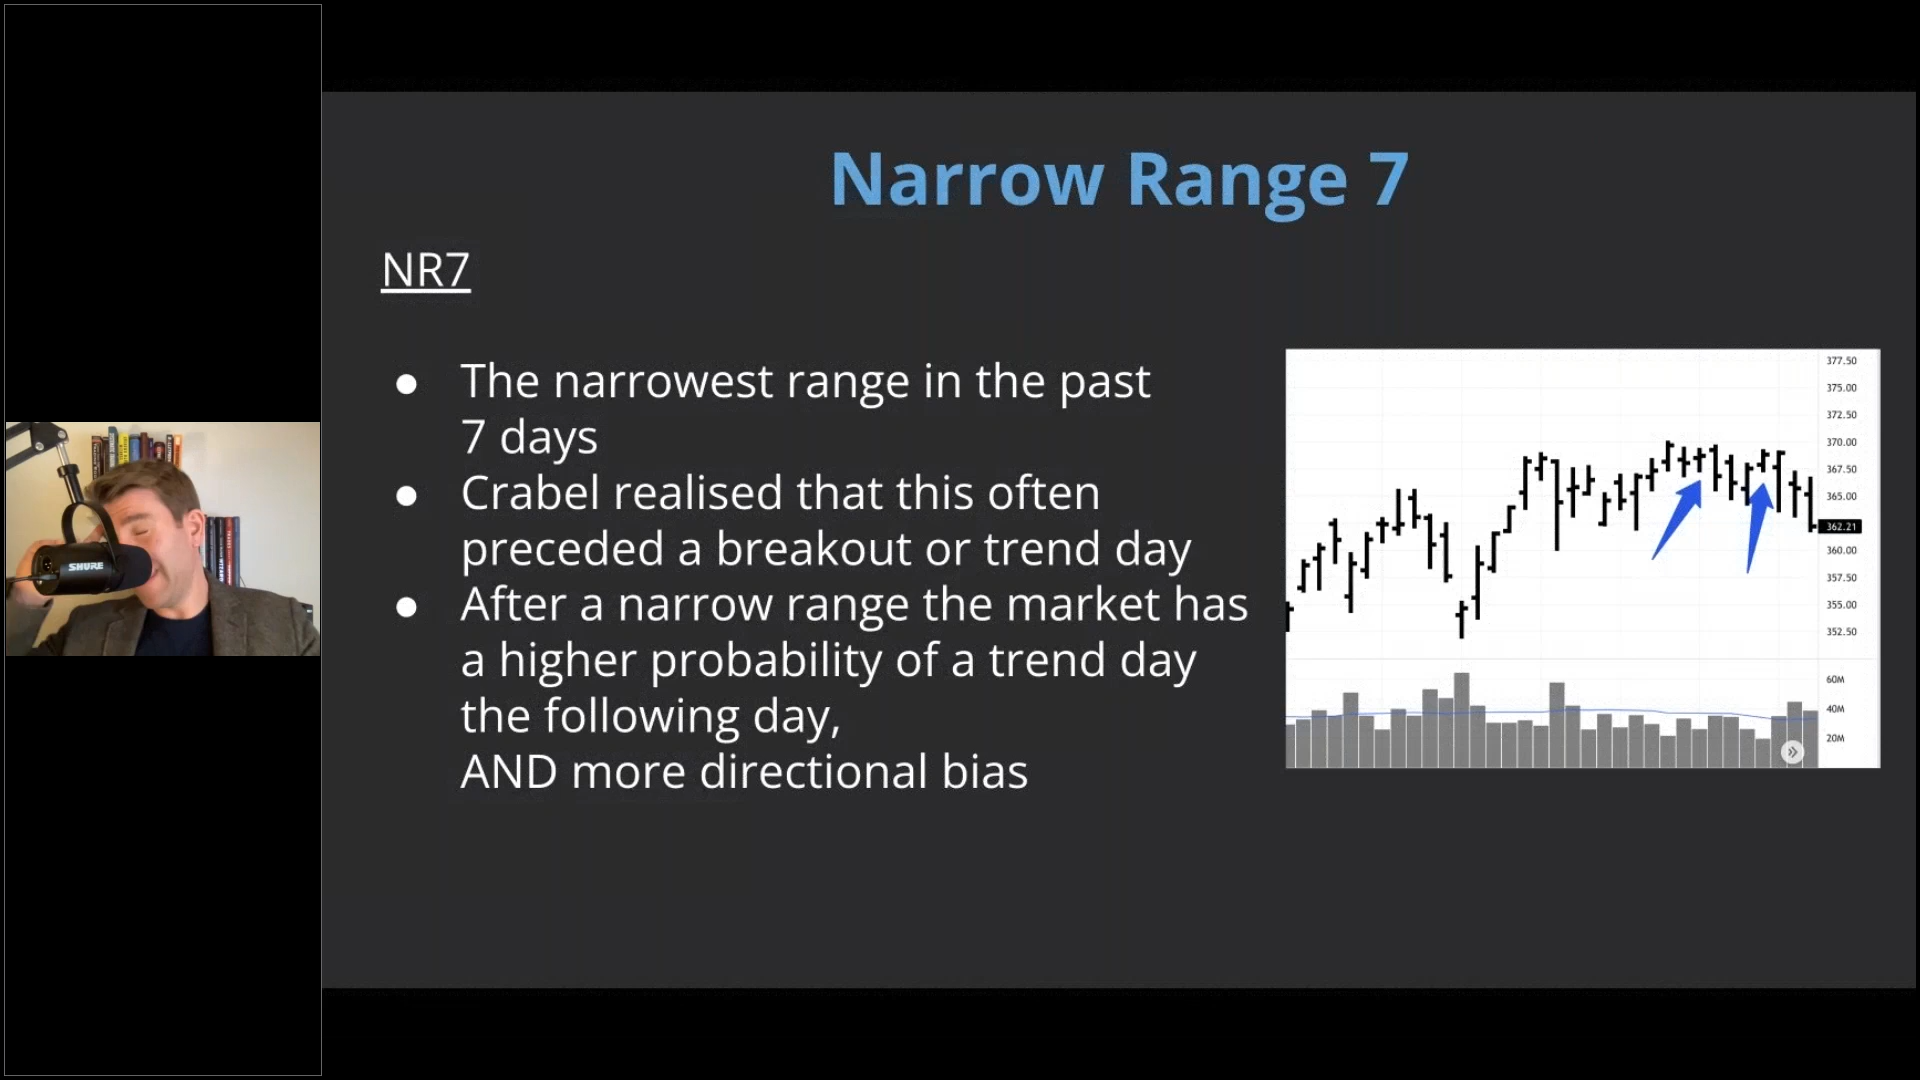 Narrow Range 7
NR7
● The narrowest range in the past
7 days
● Crabel realised that this often
preceded a breakout or trend day
● After a narrow range the market has
a higher probability of a trend day
the following day,
AND more directional bias
377.50
375.00
372.50
370.00
367.50
365.00
362.21
360.00
357.50
355.00
352.50
60M
40M
20M
SHURE